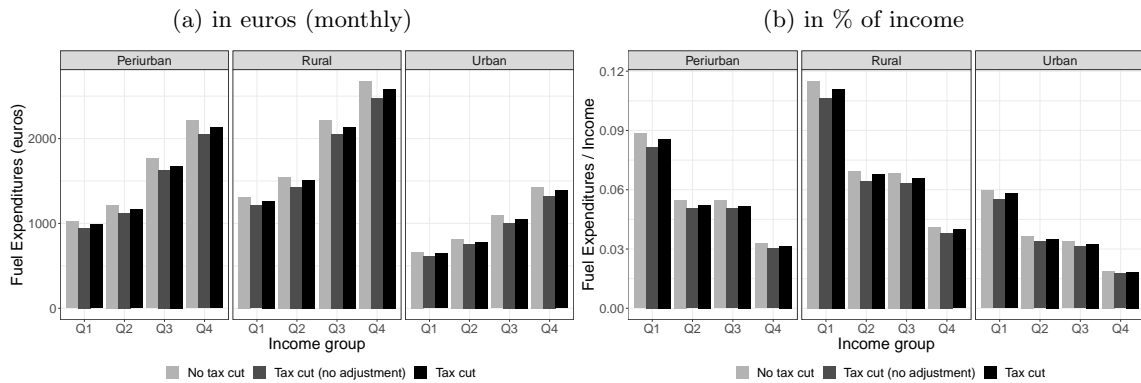 (a) in euros (monthly)
Periurban Rural Urban
Fuel Expenditures (euros)
2000
1000
0
Q1 Q2 Q3 Q4 Q1 Q2 Q3 Q4 Q1 Q2 Q3 Q4
Income group
No tax cut Tax cut (no adjustment) Tax cut
(b) in % of income
Periurban Rural Urban
Fuel Expenditures / Income
0.12
0.09
0.06
0.03
0.00
Q1 Q2 Q3 Q4 Q1 Q2 Q3 Q4 Q1 Q2 Q3 Q4
Income group
No tax cut Tax cut (no adjustment) Tax cut